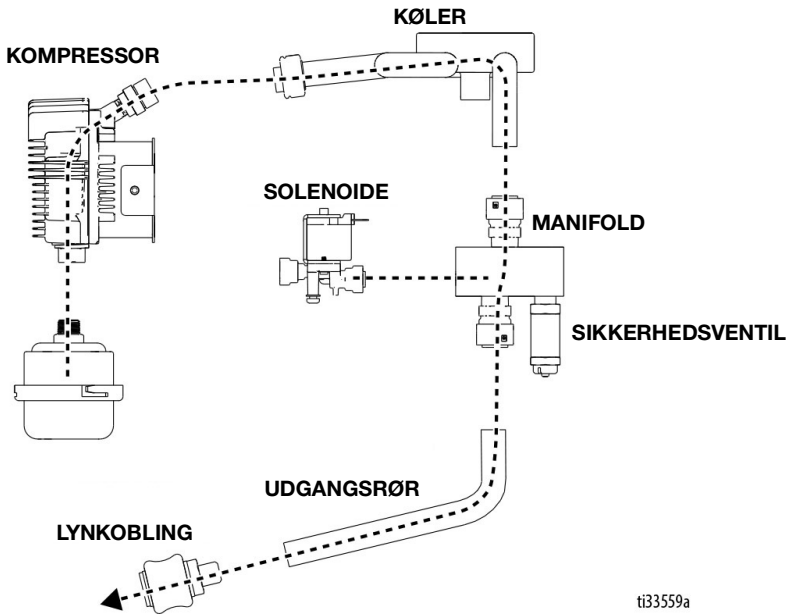 KØLER
KOMPRESSOR
SOLENOIDE
MANIFOLD
SIKKERHEDSVENTIL
UDGANGSRØR
LYNKOBLING
ti33559a